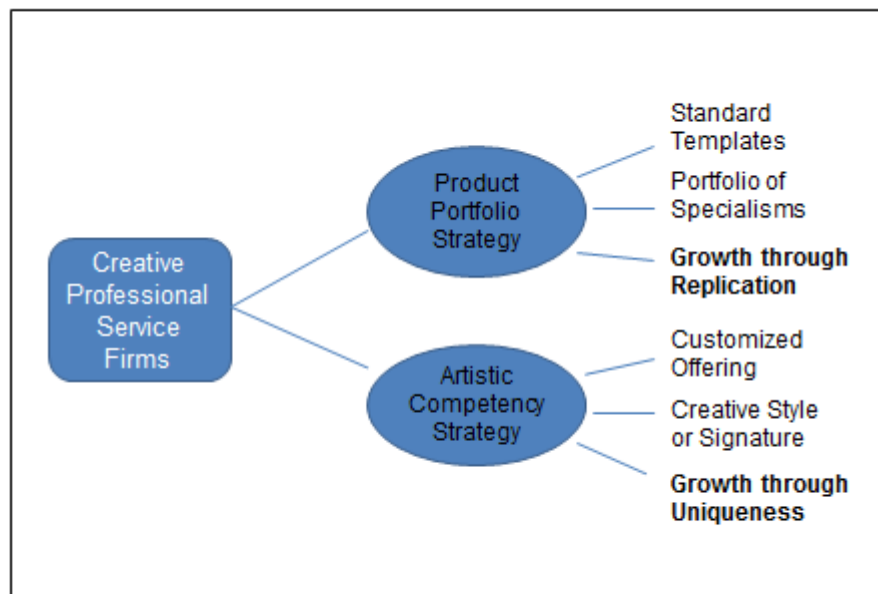 Creative
Professional
Service
Firms
Product
Portfolio
Strategy
Standard
Templates
Portfolio of
Specialisms
Growth through
Replication
Artistic
Competency
Strategy
Customized
Offering
Creative Style
or Signature
Growth through
Uniqueness